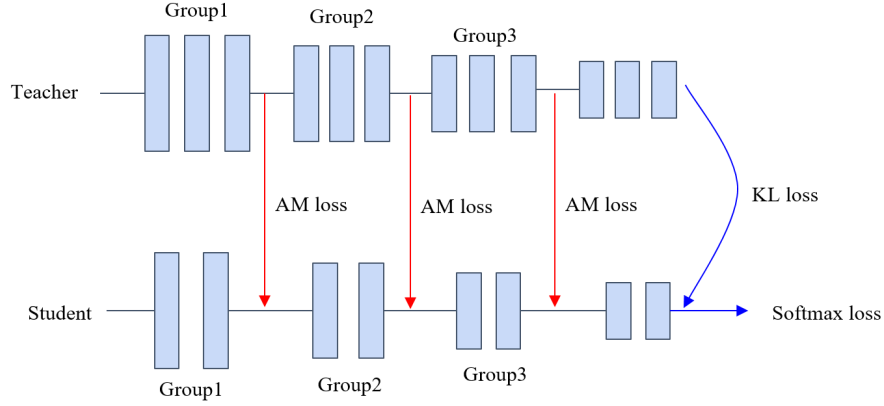 Group1
Group2
Group3
Teacher
AM loss
AM loss
AM loss
KL loss
Student
Softmax loss
Group1
Group2
Group3